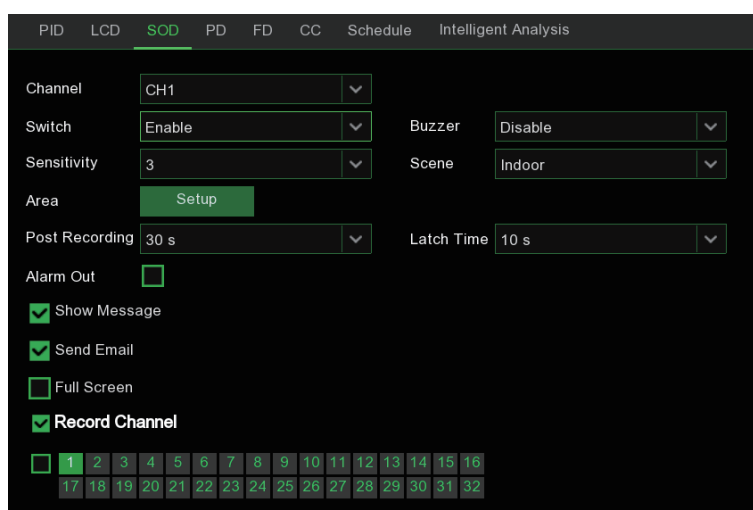 PID LCD SOD PD FD CC Schedule Intelligent Analysis
Channel CH1
Switch Enable Buzzer Disable
Sensitivity 3 Scene Indoor
Area Setup
Post Recording 30 s Latch Time 10 s
Alarm Out
Show Message
Send Email
Full Screen
Record Channel
1 2 3 4 5 6 7 8 9 10 11 12 13 14 15 16
17 18 19 20 21 22 23 24 25 26 27 28 29 30 31 32